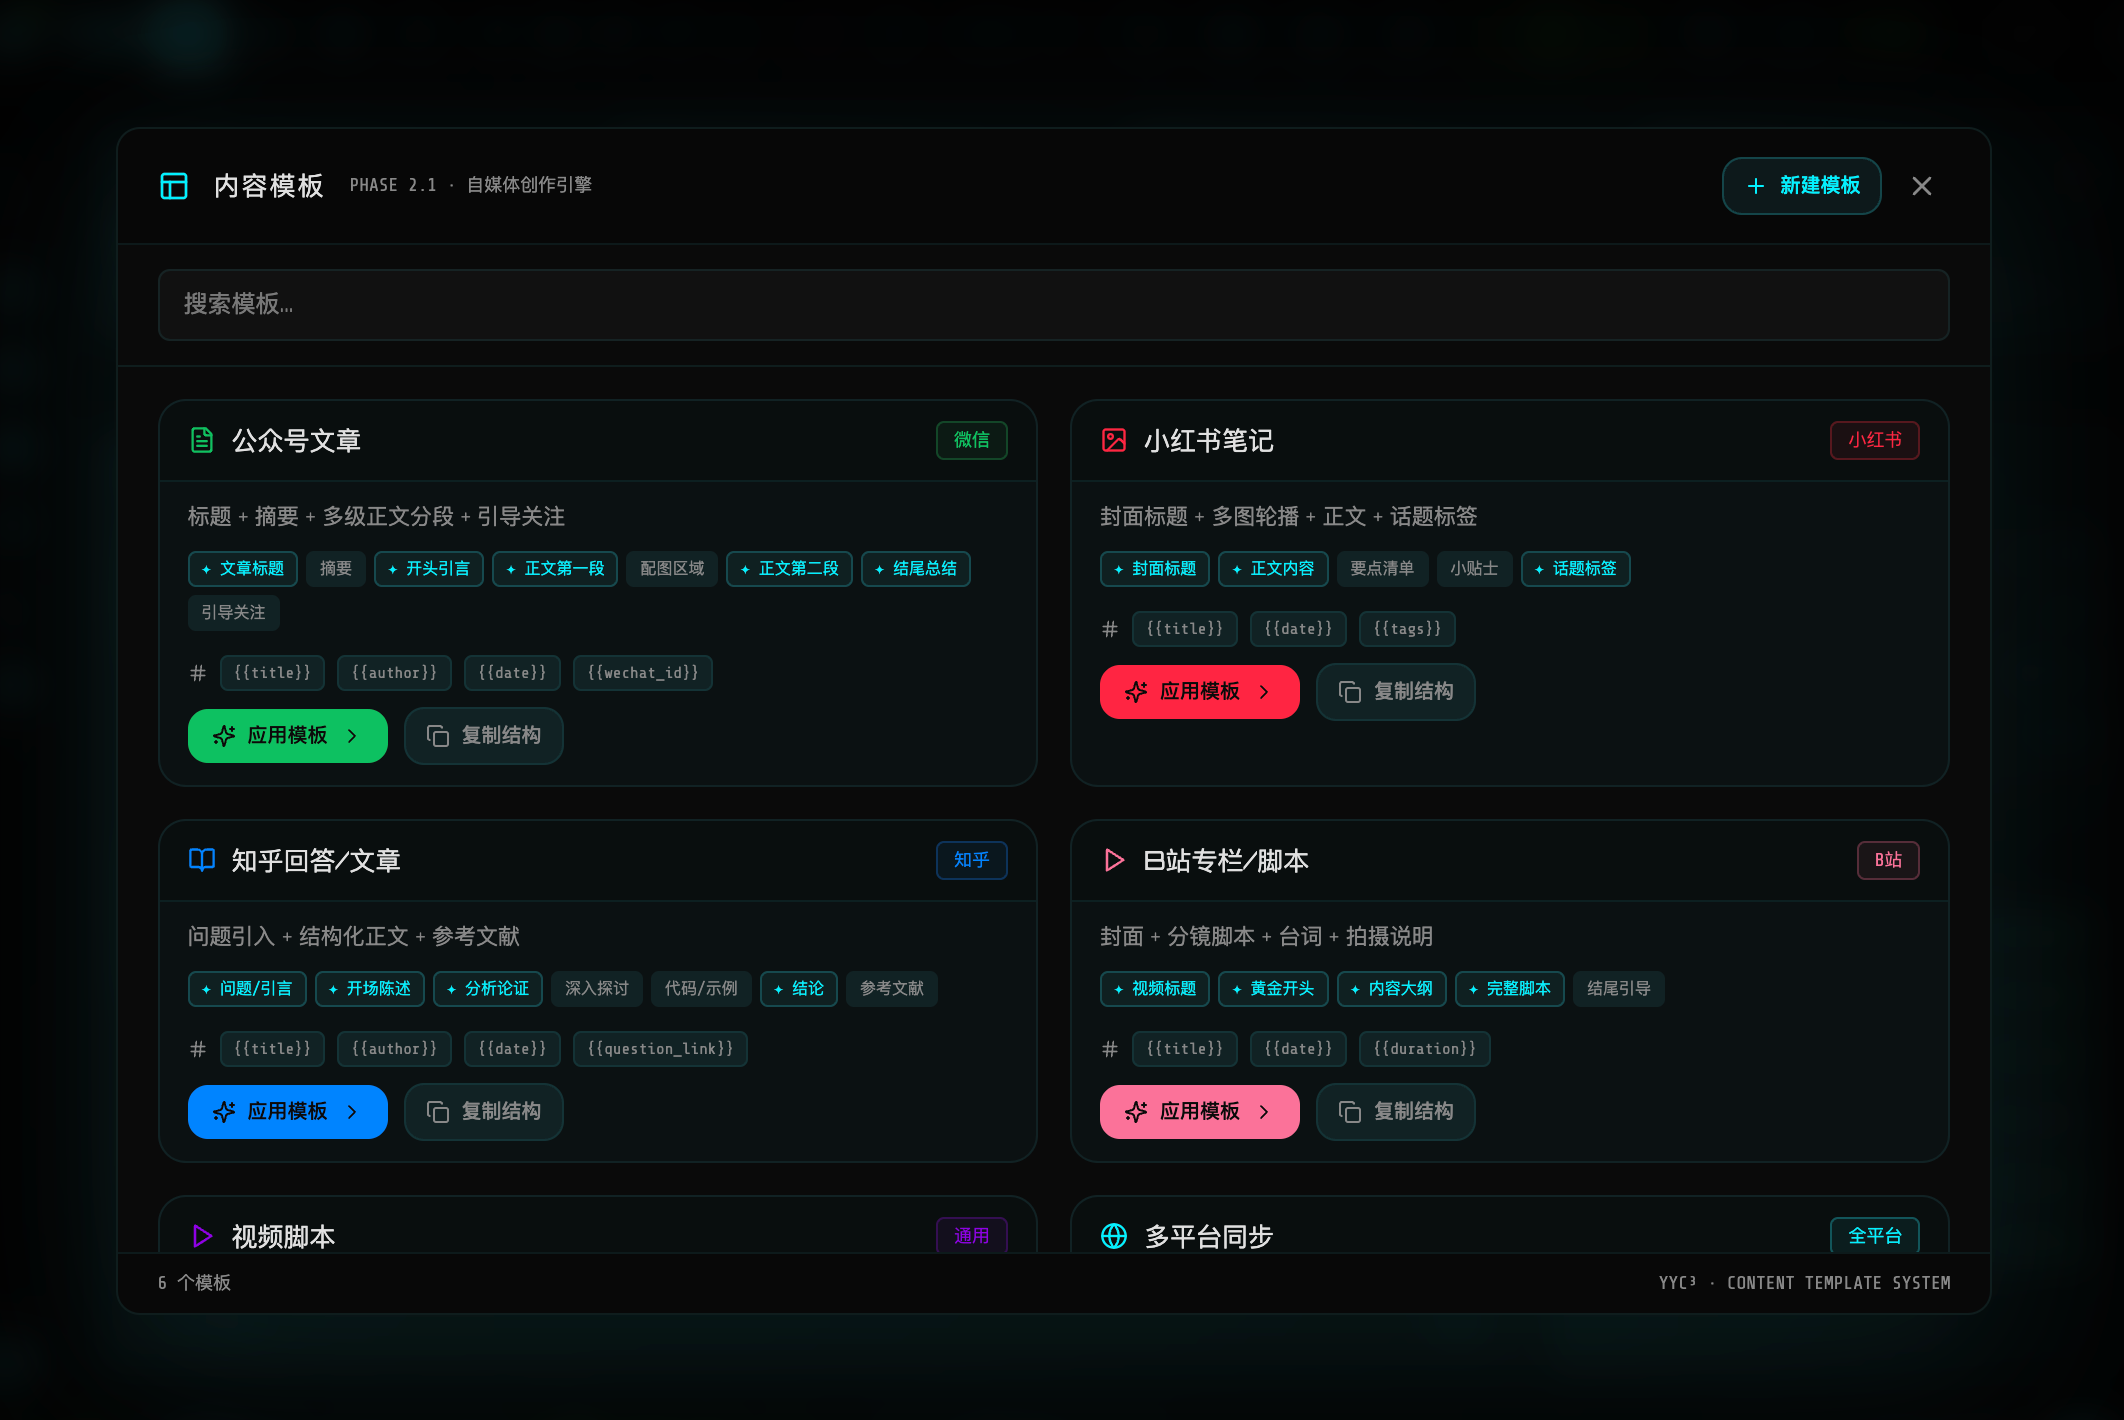 内容模板 PHASE 2.1 · 自媒体创作引擎 + 新建模板
搜索模板...
公众号文章 微信
标题 + 摘要 + 多级正文分段 + 引导关注
✦ 文章标题 摘要 ✦ 开头引言 ✦ 正文第一段 配图区域 ✦ 正文第二段 ✦ 结尾总结
引导关注
# {{title}} {{author}} {{date}} {{wechat_id}}
应用模板 复制结构
小红书笔记 小红书
封面标题 + 多图轮播 + 正文 + 话题标签
✦ 封面标题 ✦ 正文内容 要点清单 小贴士 ✦ 话题标签
# {{title}} {{date}} {{tags}}
应用模板 复制结构
知乎回答/文章 知乎
问题引入 + 结构化正文 + 参考文献
✦ 问题/引言 ✦ 开场陈述 ✦ 分析论证 深入探讨 代码/示例 ✦ 结论 参考文献
# {{title}} {{author}} {{date}} {{question_link}}
应用模板 复制结构
B站专栏/脚本 B站
封面 + 分镜脚本 + 台词 + 拍摄说明
✦ 视频标题 ✦ 黄金开头 ✦ 内容大纲 ✦ 完整脚本 结尾引导
# {{title}} {{date}} {{duration}}
应用模板 复制结构
视频脚本 通用
多平台同步 全平台
6 个模板 YYC³ · CONTENT TEMPLATE SYSTEM